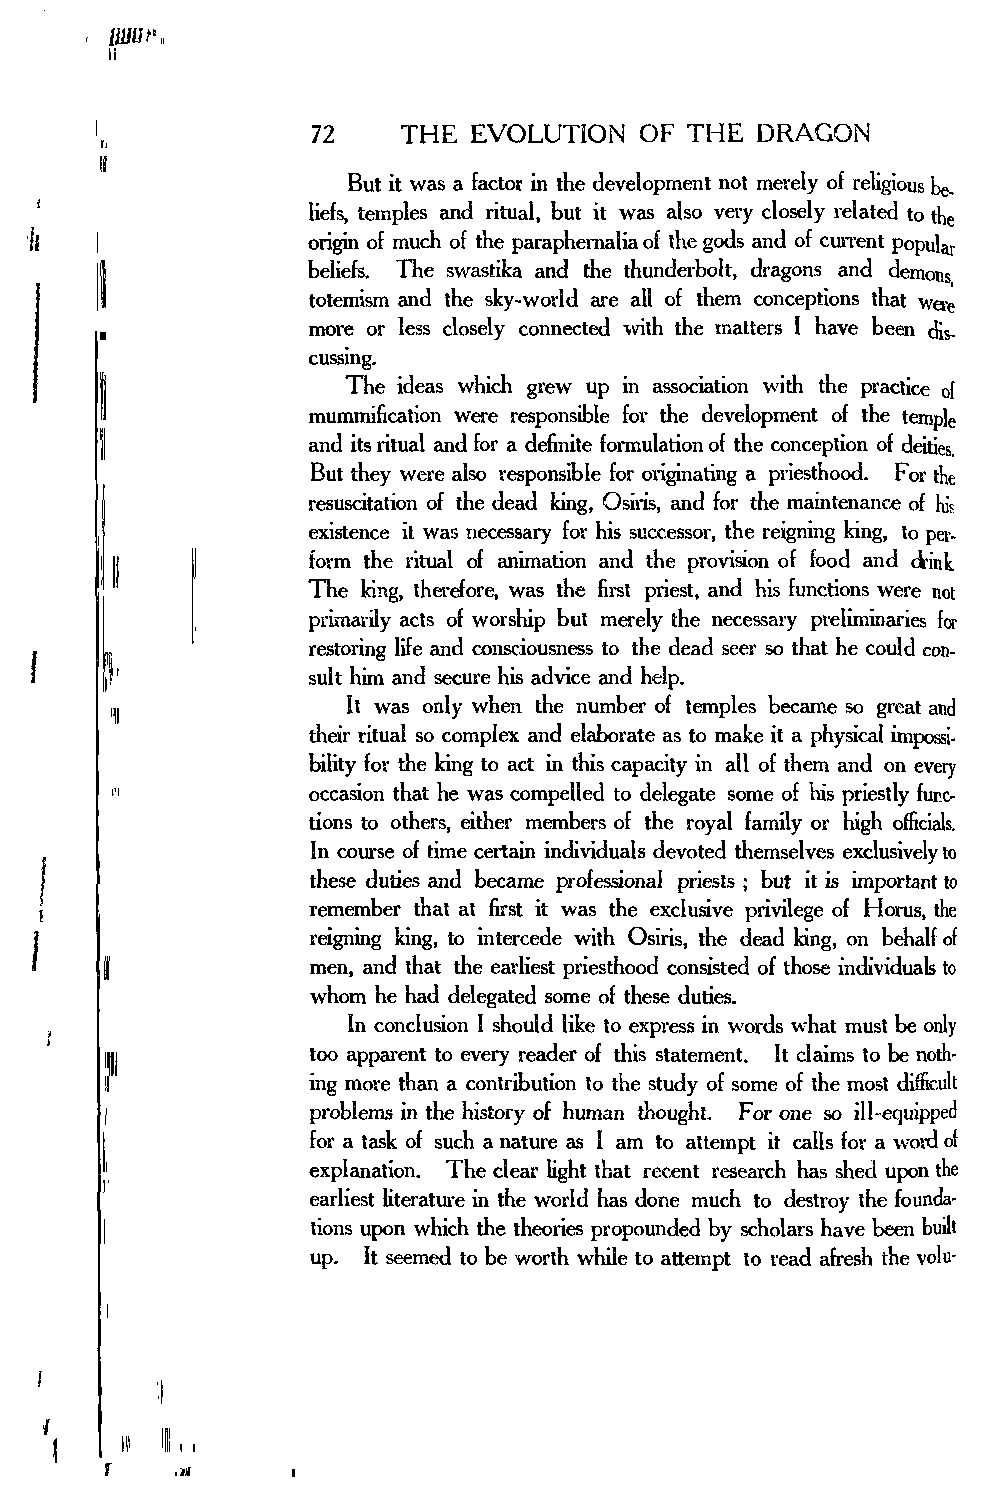 72 THE EVOLUTION OF THE DRAGON
But it was a factor in the development not merely of religious be-
liefs, temples and ritual, but it was also very closely related to the
origin of much of the paraphernalia of the gods and of current popular
beliefs. The swastika and the thunderbolt, dragons and demons,
totemism and the sky-world are all of them conceptions that were
more or less closely connected with the matters I have been dis-
cussing.
The ideas which grew up in association with the practice of
mummification were responsible for the development of the temple
and its ritual and for a definite formulation of the conception of deities.
But they were also responsible for originating a priesthood. For the
resuscitation of the dead king, Osiris, and for the maintenance of his
existence it was necessary for his successor, the reigning king, to per-
form the ritual of animation and the provision of food and drink
The king, therefore, was the first priest, and his functions were not
primarily acts of worship but merely the necessary preliminaries for
restoring life and consciousness to the dead seer so that he could con-
sult him and secure his advice and help.
It was only when the number of temples became so great and
their ritual so complex and elaborate as to make it a physical impossi-
bility for the king to act in this capacity in all of them and on every
occasion that he was compelled to delegate some of his priestly func-
tions to others, either members of the royal family or high officials.
In course of time certain individuals devoted themselves exclusively to
these duties and became professional priests ; but it is important to
remember that at first it was the exclusive privilege of Horus, the
reigning king, to intercede with Osiris, the dead king, on behalf of
men, and that the earliest priesthood consisted of those individuals to
whom he had delegated some of these duties.
In conclusion I should like to express in words what must be only
too apparent to every reader of this statement. It claims to be noth-
ing more than a contribution to the study of some of the most difficult
problems in the history of human thought. For one so ill-equipped
for a task of such a nature as I am to attempt it calls for a word of
explanation. The clear light that recent research has shed upon the
earliest literature in the world has done much to destroy the founda-
tions upon which the theories propounded by scholars have been built
up. It seemed to be worth while to attempt to read afresh the volu-